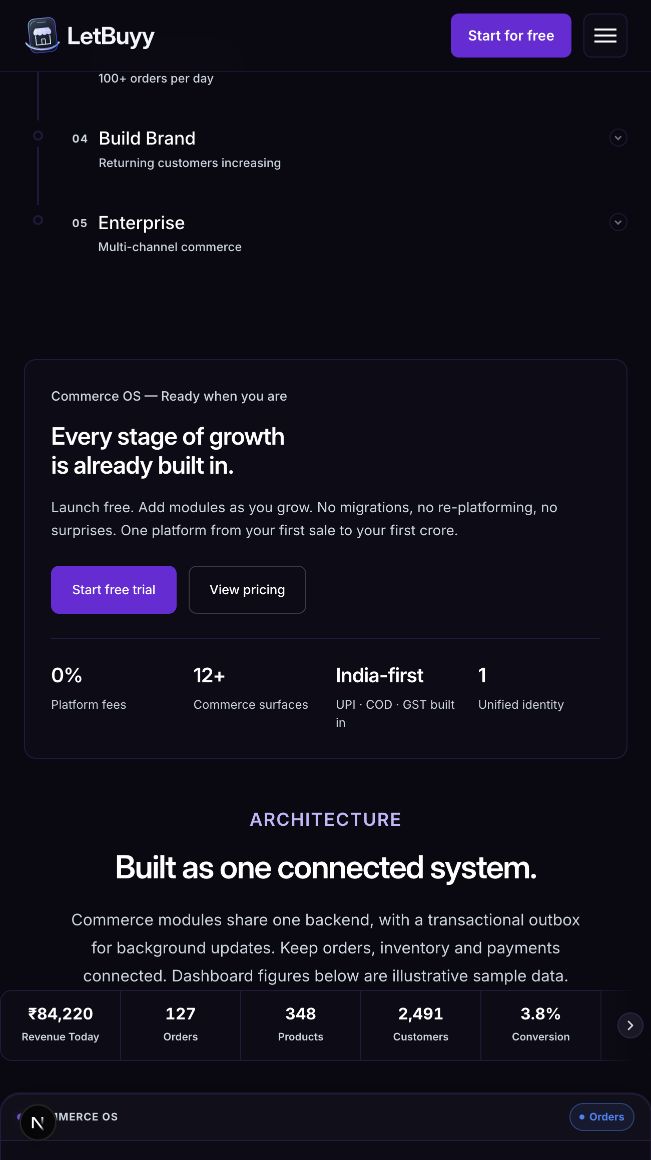 LetBuyy
Start for free
100+ orders per day
04 Build Brand
Returning customers increasing
05 Enterprise
Multi-channel commerce
Commerce OS — Ready when you are
Every stage of growth
is already built in.
Launch free. Add modules as you grow. No migrations, no re-platforming, no
surprises. One platform from your first sale to your first crore.
Start free trial
View pricing
0%
Platform fees
12+
Commerce surfaces
India-first
UPI · COD · GST built
in
1
Unified identity
ARCHITECTURE
Built as one connected system.
Commerce modules share one backend, with a transactional outbox
for background updates. Keep orders, inventory and payments
connected. Dashboard figures below are illustrative sample data.
₹84,220
Revenue Today
127
Orders
348
Products
2,491
Customers
3.8%
Conversion
N
MERCE OS
Orders